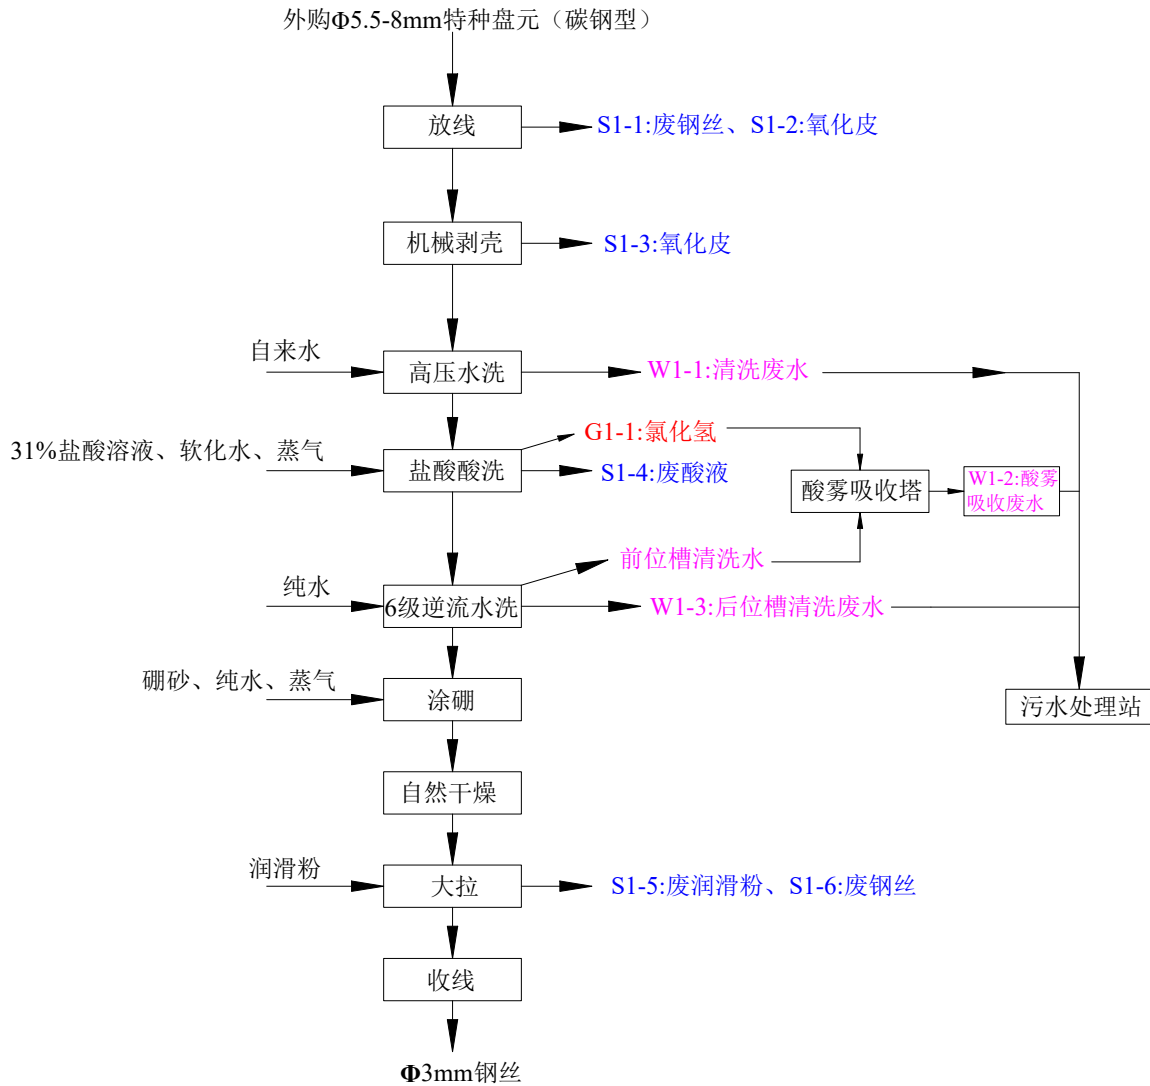 外购Φ5.5-8mm特种盘元（碳钢型）
放线
S1-1:废钢丝、S1-2:氧化皮
机械剥壳
S1-3:氧化皮
自来水
高压水洗
W1-1:清洗废水
31%盐酸溶液、软化水、蒸气
盐酸酸洗
G1-1:氯化氢
S1-4:废酸液
酸雾吸收塔
W1-2:酸雾
吸收废水
前位槽清洗水
纯水
6级逆流水洗
W1-3:后位槽清洗废水
硼砂、纯水、蒸气
涂硼
污水处理站
自然干燥
润滑粉
大拉
S1-5:废润滑粉、S1-6:废钢丝
收线
Φ3mm钢丝